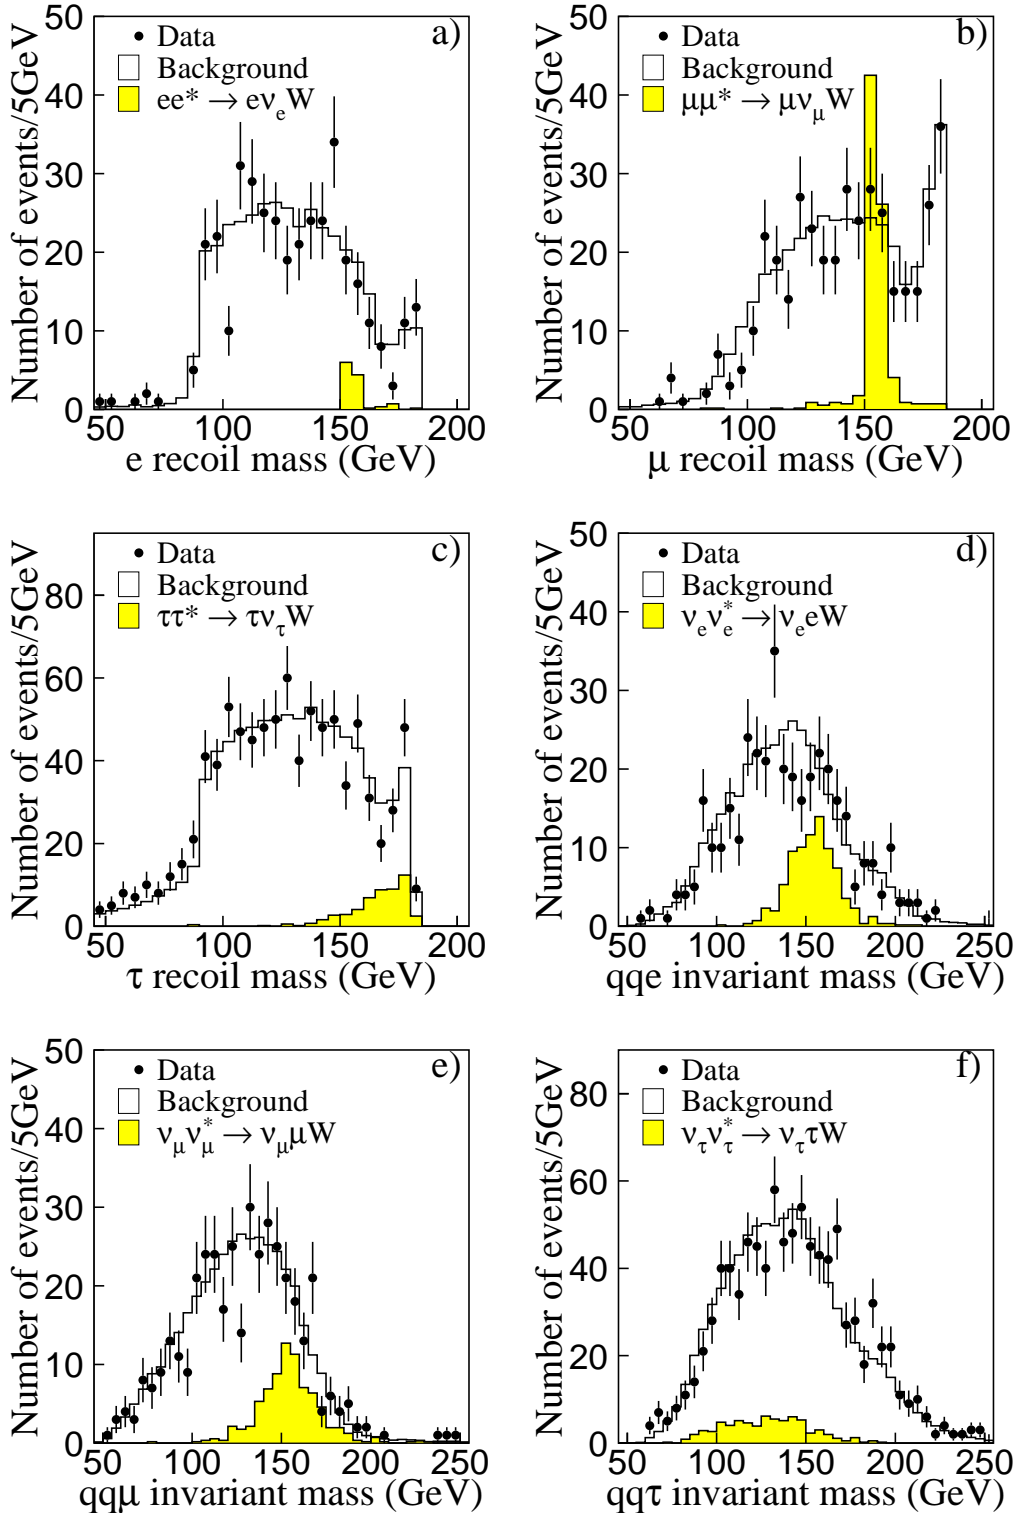 a)
Data
Background
ee* → eν_eW
Number of events/5GeV
50
40
30
20
10
0
50 100 150 200
e recoil mass (GeV)
b)
Data
Background
μμ* → μν_μW
Number of events/5GeV
50
40
30
20
10
0
50 100 150 200
μ recoil mass (GeV)
c)
Data
Background
ττ* → τν_τW
Number of events/5GeV
80
60
40
20
0
50 100 150 200
τ recoil mass (GeV)
d)
Data
Background
ν_eν_e* → ν_eeW
Number of events/5GeV
50
40
30
20
10
0
50 100 150 200 250
qqe invariant mass (GeV)
e)
Data
Background
ν_μν_μ* → ν_μμW
Number of events/5GeV
50
40
30
20
10
0
50 100 150 200 250
qqμ invariant mass (GeV)
f)
Data
Background
ν_τν_τ* → ν_ττW
Number of events/5GeV
80
60
40
20
0
50 100 150 200 250
qqτ invariant mass (GeV)